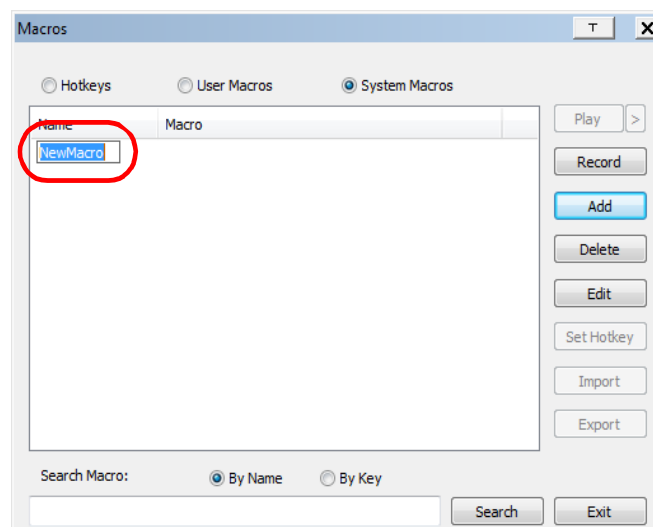 Macros
T X
Hotkeys User Macros System Macros
Name Macro
NewMacro
Play >
Record
Add
Delete
Edit
Set Hotkey
Import
Export
Search Macro: By Name By Key
Search Exit